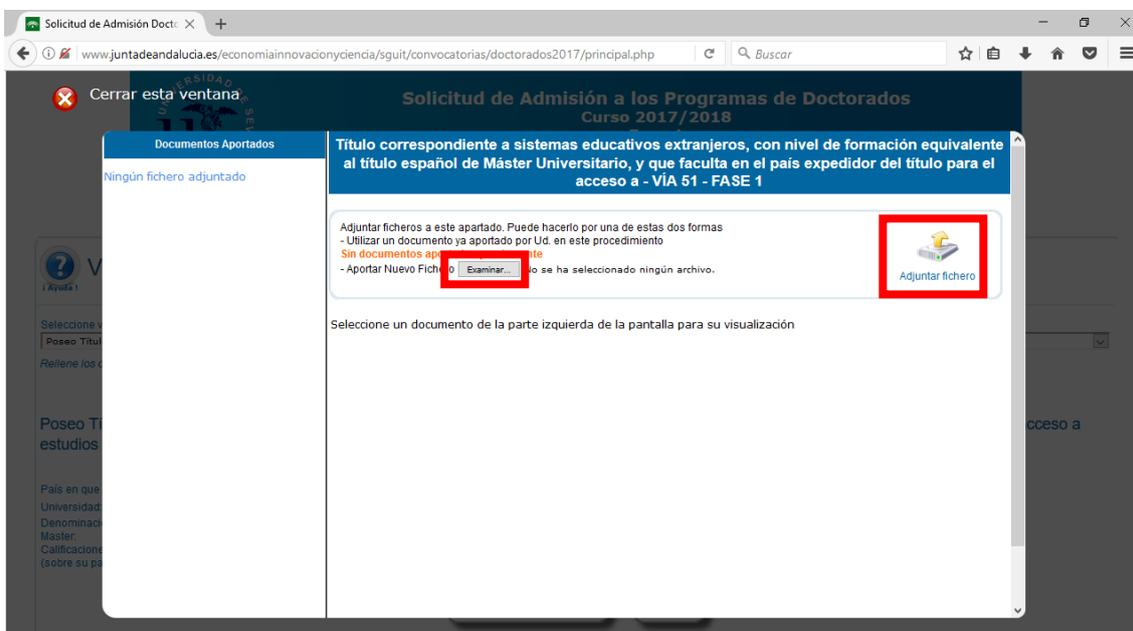 Solicitud de Admisión Docto
www.juntadeandalucia.es/economiainnovacionyciencia/sguit/convocatorias/doctorados2017/principal.php
Buscar
Cerrar esta ventana
Solicitud de Admisión a los Programas de Doctorados
Curso 2017/2018
Documentos Aportados
Ningún fichero adjuntado
Título correspondiente a sistemas educativos extranjeros, con nivel de formación equivalente
al título español de Máster Universitario, y que faculta en el país expedidor del título para el
acceso a - VÍA 51 - FASE 1
Adjuntar ficheros a este apartado. Puede hacerlo por una de estas dos formas
- Utilizar un documento ya aportado por Ud. en este procedimiento
Sin documentos
- Aportar Nuevo Fichero Examinar... No se ha seleccionado ningún archivo.
Adjuntar fichero
Seleccione un documento de la parte izquierda de la pantalla para su visualización
¡ Ayuda !
Seleccione v
Poseo Títul
Rellene los
Poseo Tí
cceso a
estudios
País en que
Universidad:
Denominaci
Master:
Calificacione
(sobre su pa